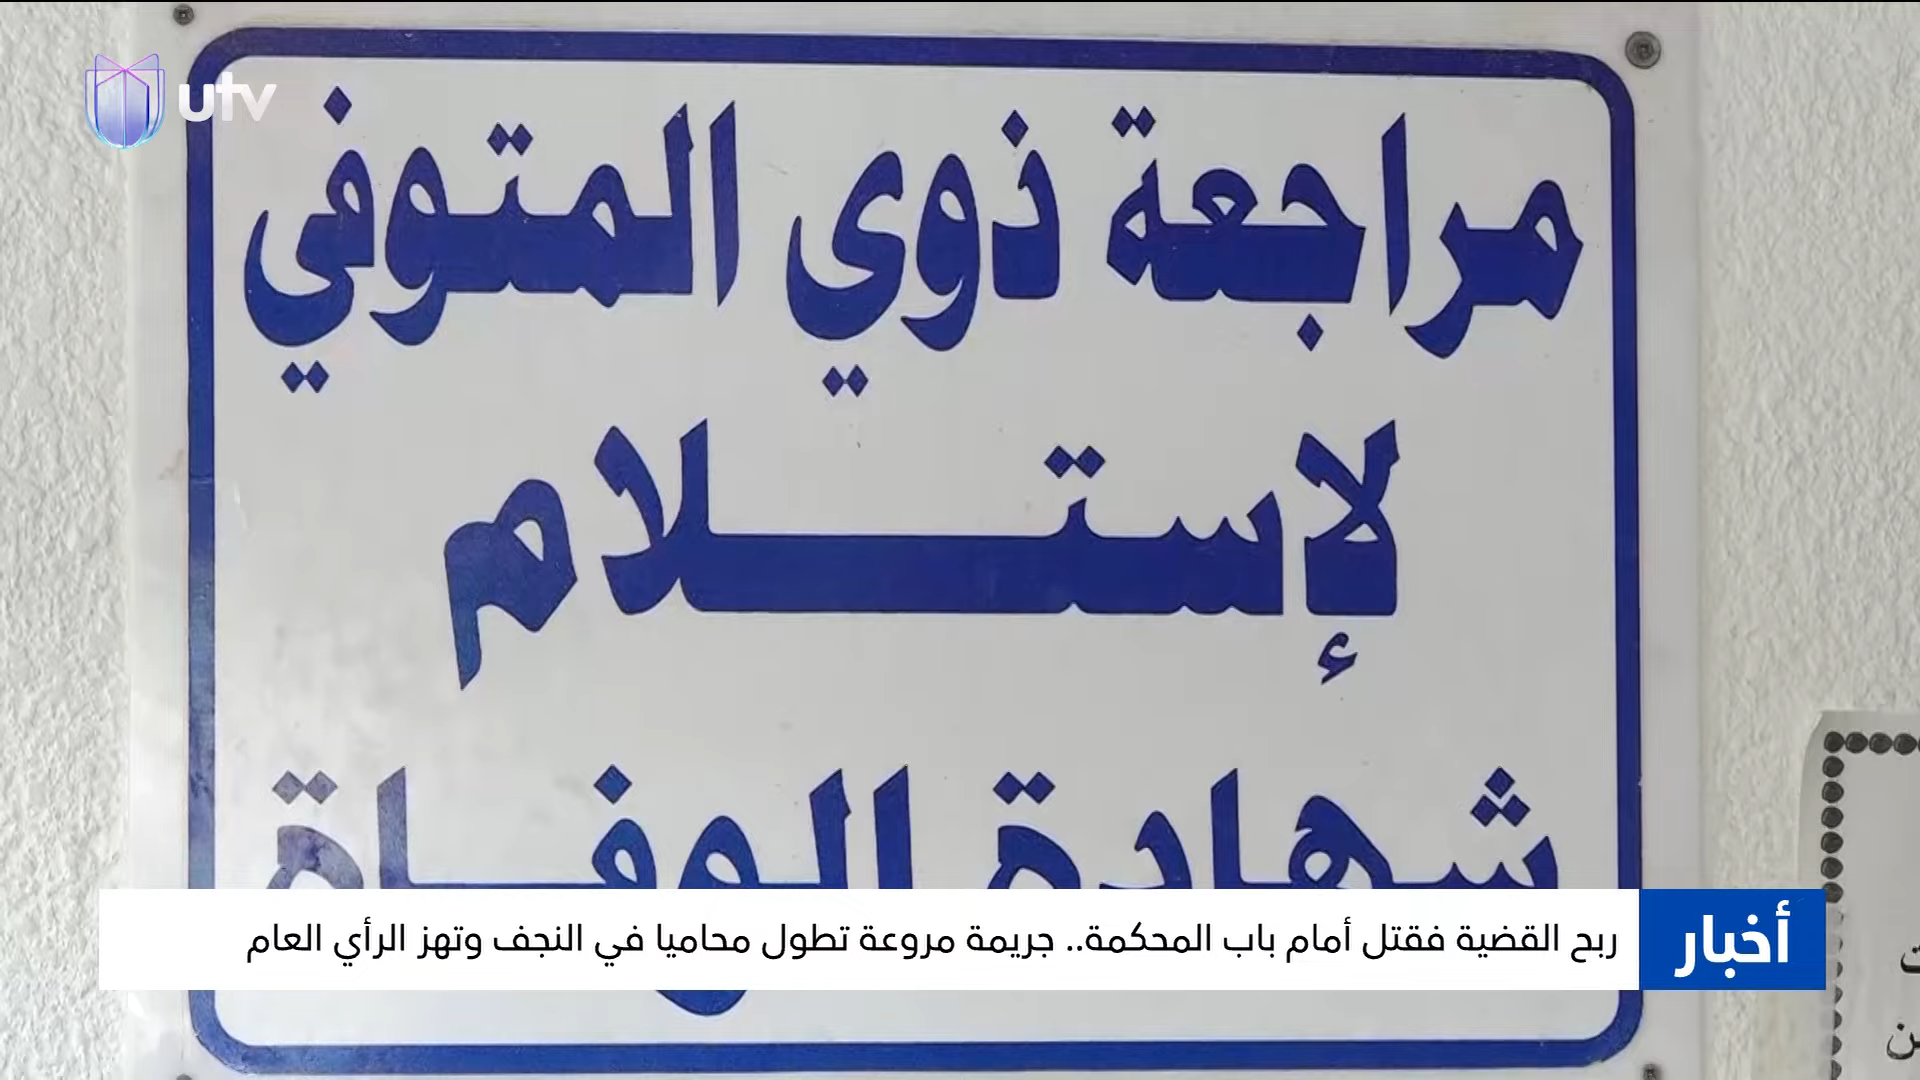 utv
مراجعة ذوي المتوفي
لإستلام
شهادة الوفاة
أخبار
ربح القضية فقتل أمام باب المحكمة.. جريمة مروعة تطول محاميا في النجف وتهز الرأي العام